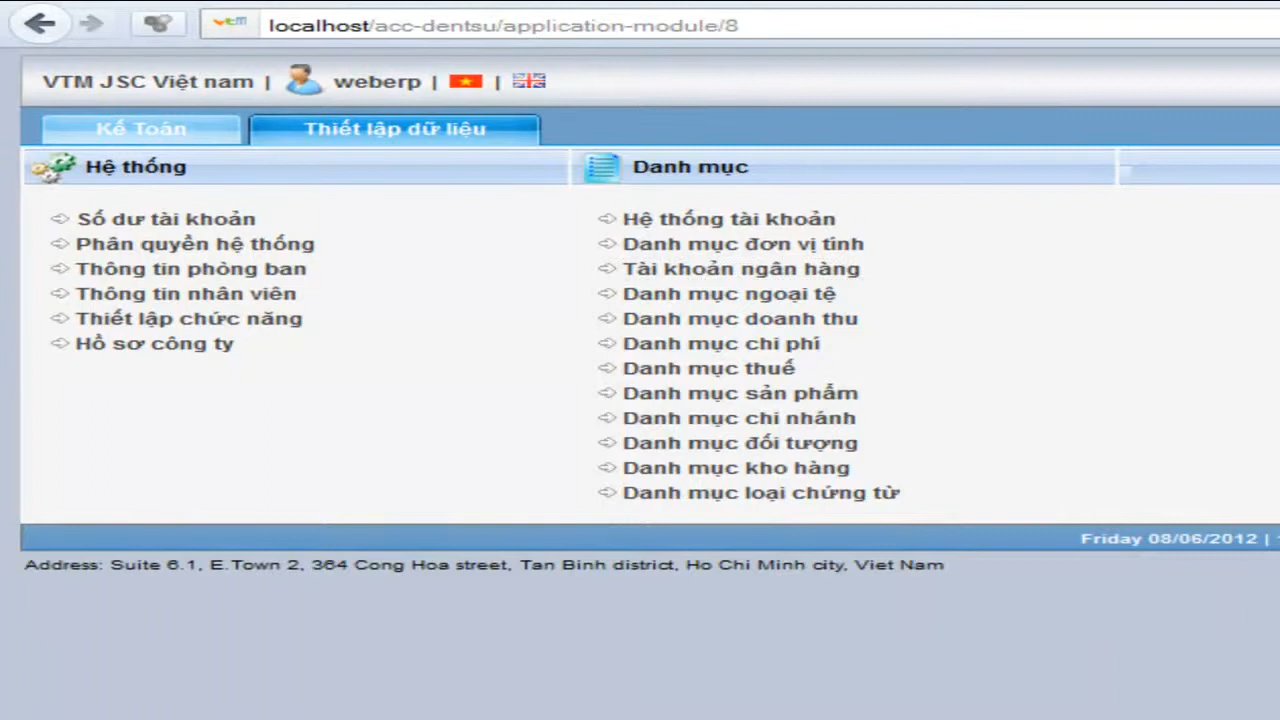 vtm localhost/acc-dentsu/application-module/8
VTM JSC Việt nam | weberp | |
Kế Toán Thiết lập dữ liệu
Hệ thống
Số dư tài khoản
Phân quyền hệ thống
Thông tin phòng ban
Thông tin nhân viên
Thiết lập chức năng
Hồ sơ công ty
Danh mục
Hệ thống tài khoản
Danh mục đơn vị tính
Tài khoản ngân hàng
Danh mục ngoại tệ
Danh mục doanh thu
Danh mục chi phí
Danh mục thuế
Danh mục sản phẩm
Danh mục chi nhánh
Danh mục đối tượng
Danh mục kho hàng
Danh mục loại chứng từ
Friday 08/06/2012 |
Address: Suite 6.1, E.Town 2, 364 Cong Hoa street, Tan Binh district, Ho Chi Minh city, Viet Nam